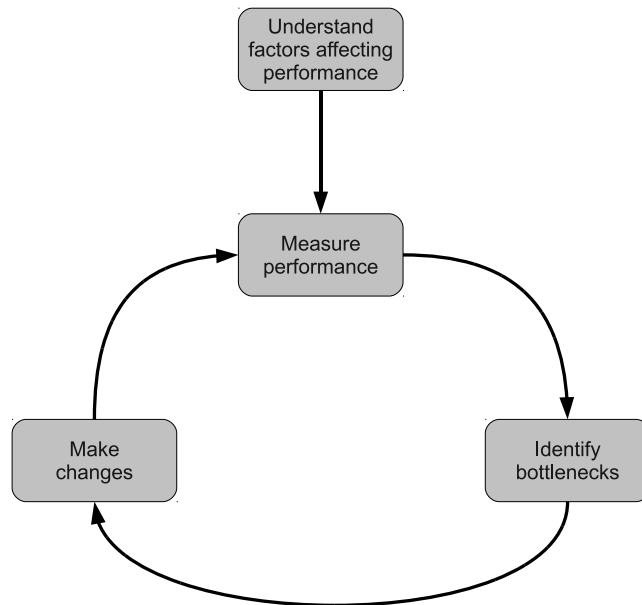 Understand
factors affecting
performance
Measure
performance
Make
changes
Identify
bottlenecks